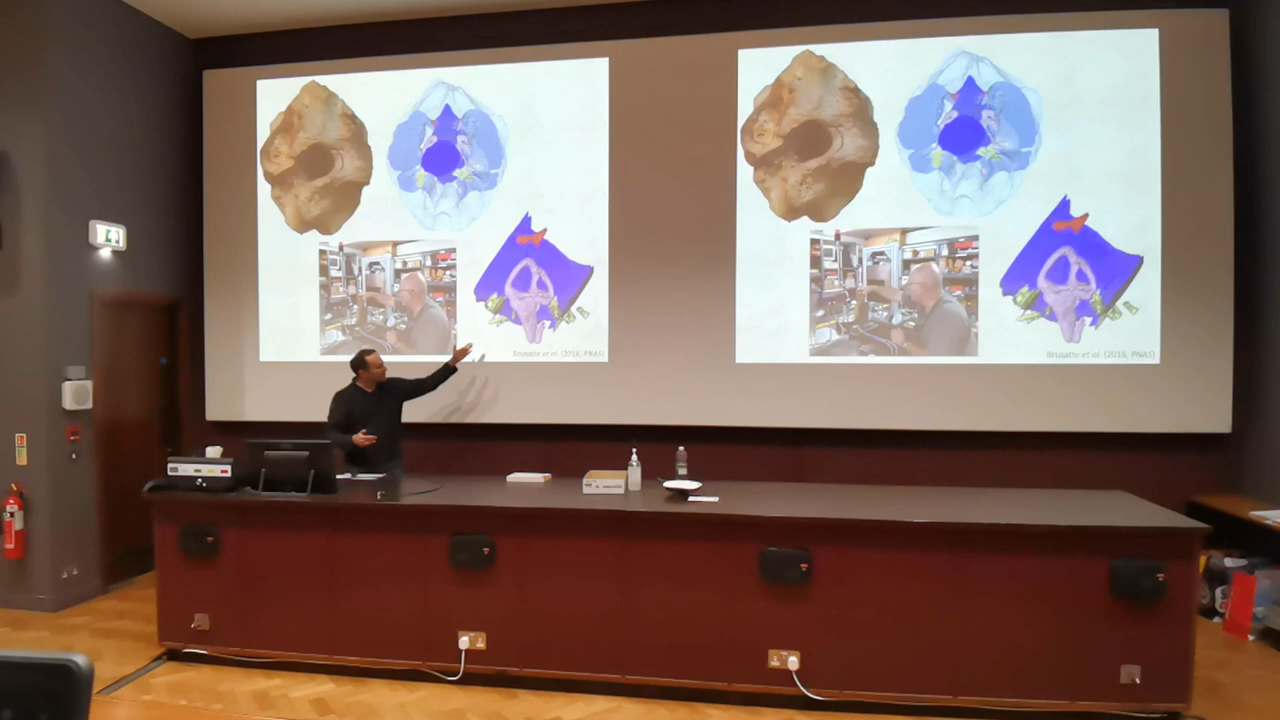 Brusatte et al. (2016, PNAS)
Brusatte et al. (2016, PNAS)